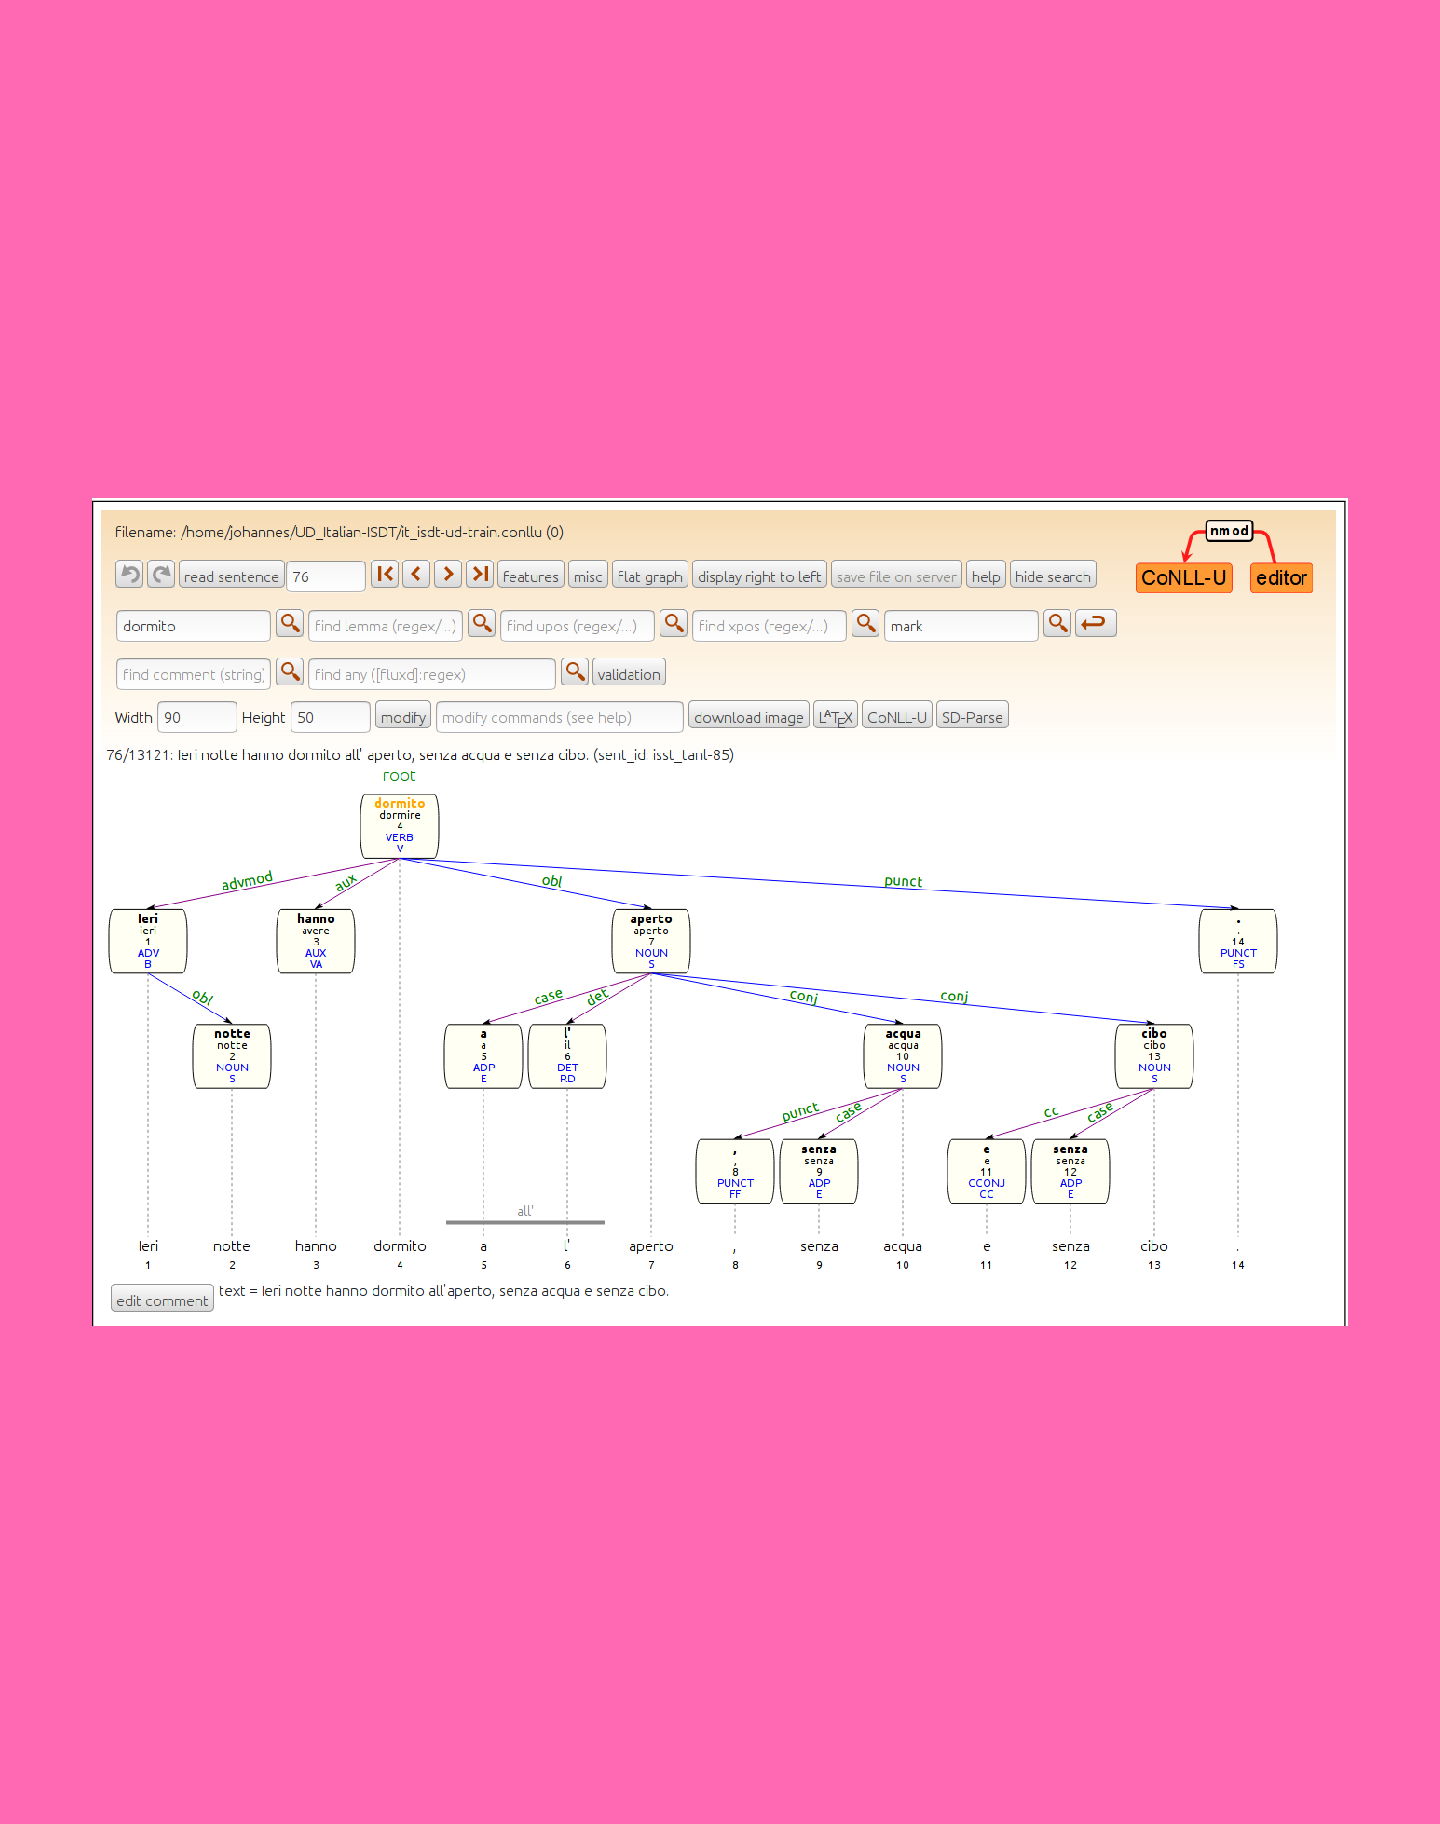 filename: /home/johannes/UD_Italian-ISDT/it_isdt-ud-train.conllu (0)
nmod
CoNLL-U editor
read sentence 76 features misc flat graph display right to left save file on server help hide search
dormito find lemma (regex/...) find upos (regex/...) find xpos (regex/...) mark
find comment (string) find any ([fluxd]:regex) validation
Width 90 Height 50 modify modify commands (see help) download image LATEX CoNLL-U SD-Parse
76/13121: Ieri notte hanno dormito all' aperto, senza acqua e senza cibo. (sent_id isst_tanl-85)
root
dormito
dormire
4
VERB
V
advmod aux obl punct
Ieri hanno aperto .
ieri avere aperto .
1 3 7 14
ADV AUX NOUN PUNCT
B VA S FS
obl case det conj conj
notte a l' acqua cibo
notte a il acqua cibo
2 5 6 10 13
NOUN ADP DET NOUN NOUN
S E RD S S
punct case cc case
, senza e senza
, senza e senza
8 9 11 12
PUNCT ADP CCONJ ADP
FF E CC E
all'
Ieri notte hanno dormito a l' aperto , senza acqua e senza cibo .
1 2 3 4 5 6 7 8 9 10 11 12 13 14
edit comment text = Ieri notte hanno dormito all'aperto, senza acqua e senza cibo.